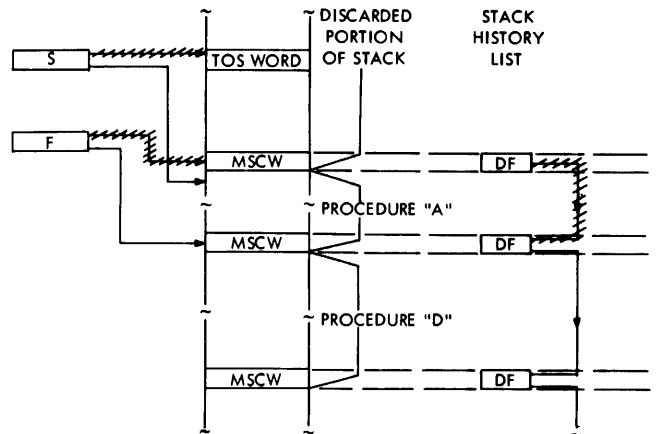 DISCARDED
PORTION
OF STACK
STACK
HISTORY
LIST
S
TOS WORD
F
MSCW
DF
PROCEDURE "A"
MSCW
DF
PROCEDURE "D"
MSCW
DF